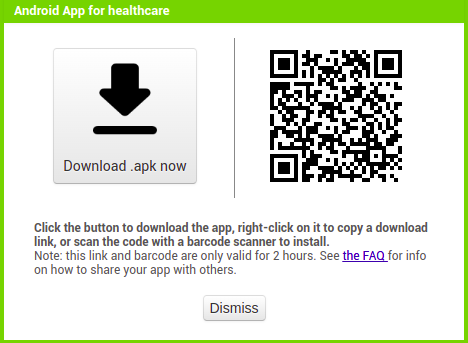 Android App for healthcare
Download .apk now
Click the button to download the app, right-click on it to copy a download
link, or scan the code with a barcode scanner to install.
Note: this link and barcode are only valid for 2 hours. See the FAQ for info
on how to share your app with others.
Dismiss